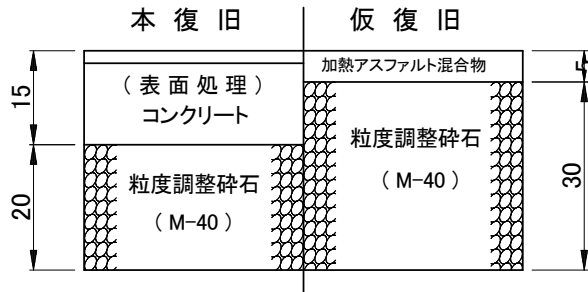 本復旧
仮復旧
加熱アスファルト混合物
（表面処理）
コンクリート
粒度調整砕石
（M-40）
粒度調整砕石
（M-40）
15
20
5
30